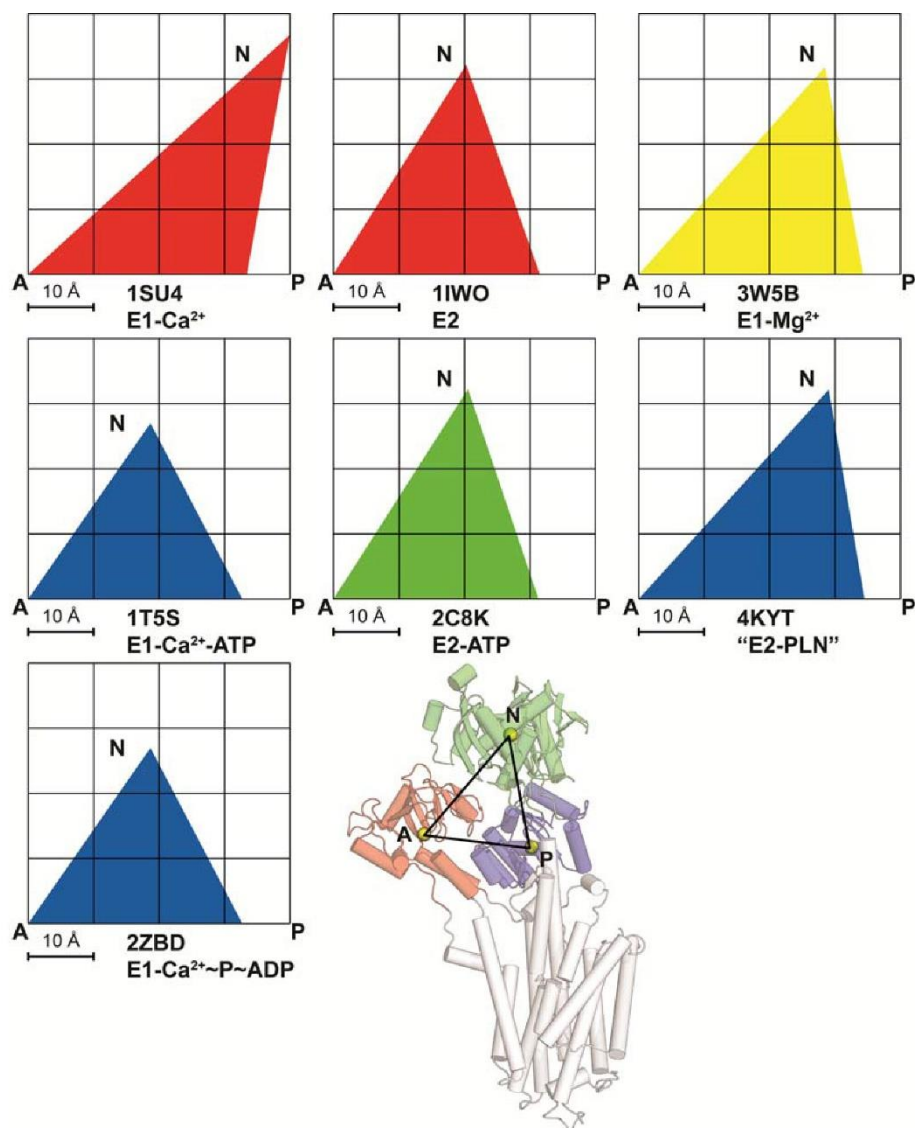 N
A P
10 Å 1SU4
E1-Ca²⁺
N
A P
10 Å 1IWO
E2
N
A P
10 Å 3W5B
E1-Mg²⁺
N
A P
10 Å 1T5S
E1-Ca²⁺-ATP
N
A P
10 Å 2C8K
E2-ATP
N
A P
10 Å 4KYT
“E2-PLN”
N
A P
10 Å 2ZBD
E1-Ca²⁺~P~ADP
N
A
P